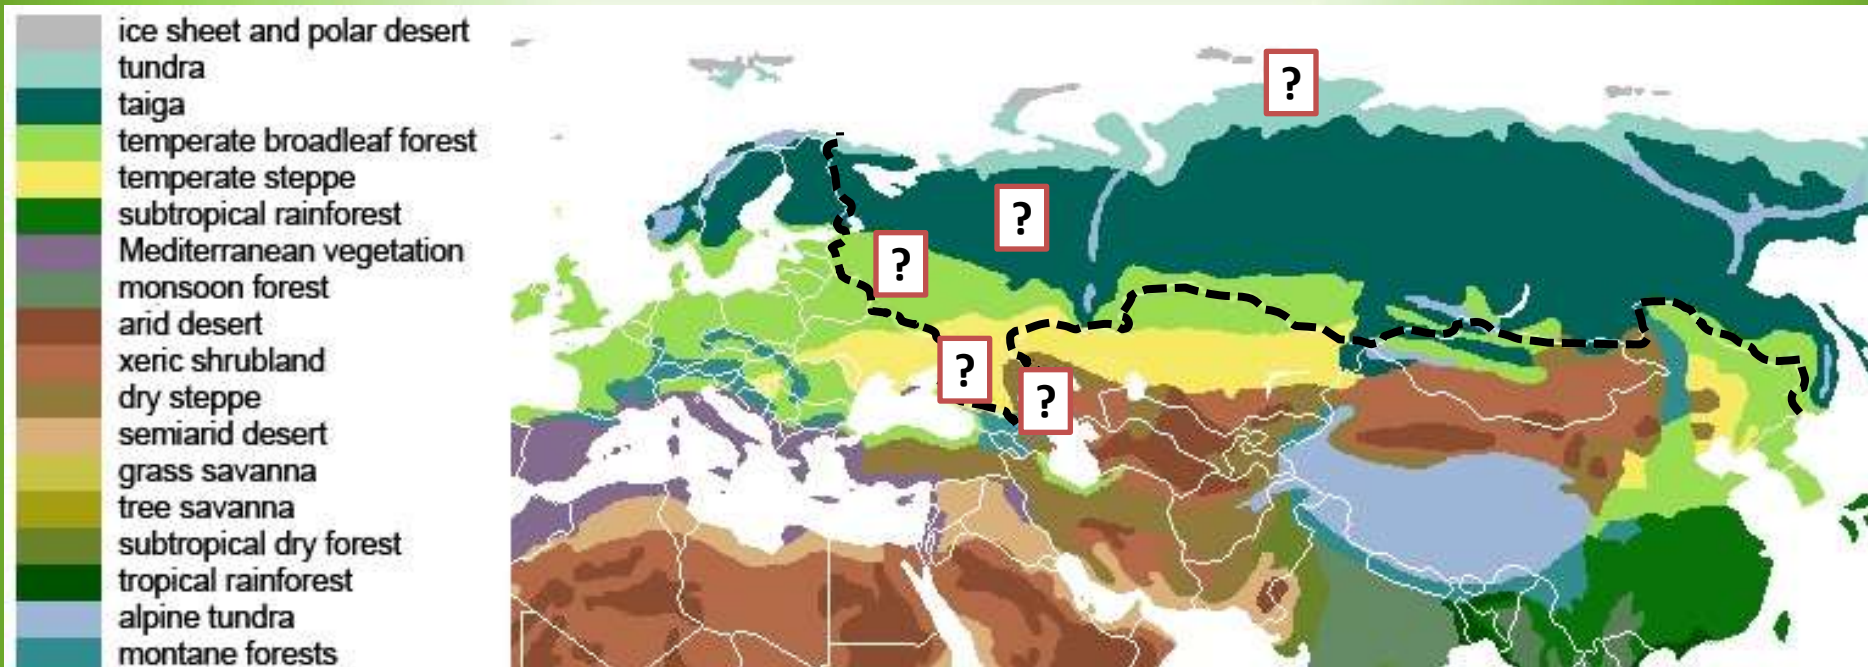 ice sheet and polar desert
tundra
taiga
temperate broadleaf forest
temperate steppe
subtropical rainforest
Mediterranean vegetation
monsoon forest
arid desert
xeric shrubland
dry steppe
semiarid desert
grass savanna
tree savanna
subtropical dry forest
tropical rainforest
alpine tundra
montane forests
?
?
?
?
?